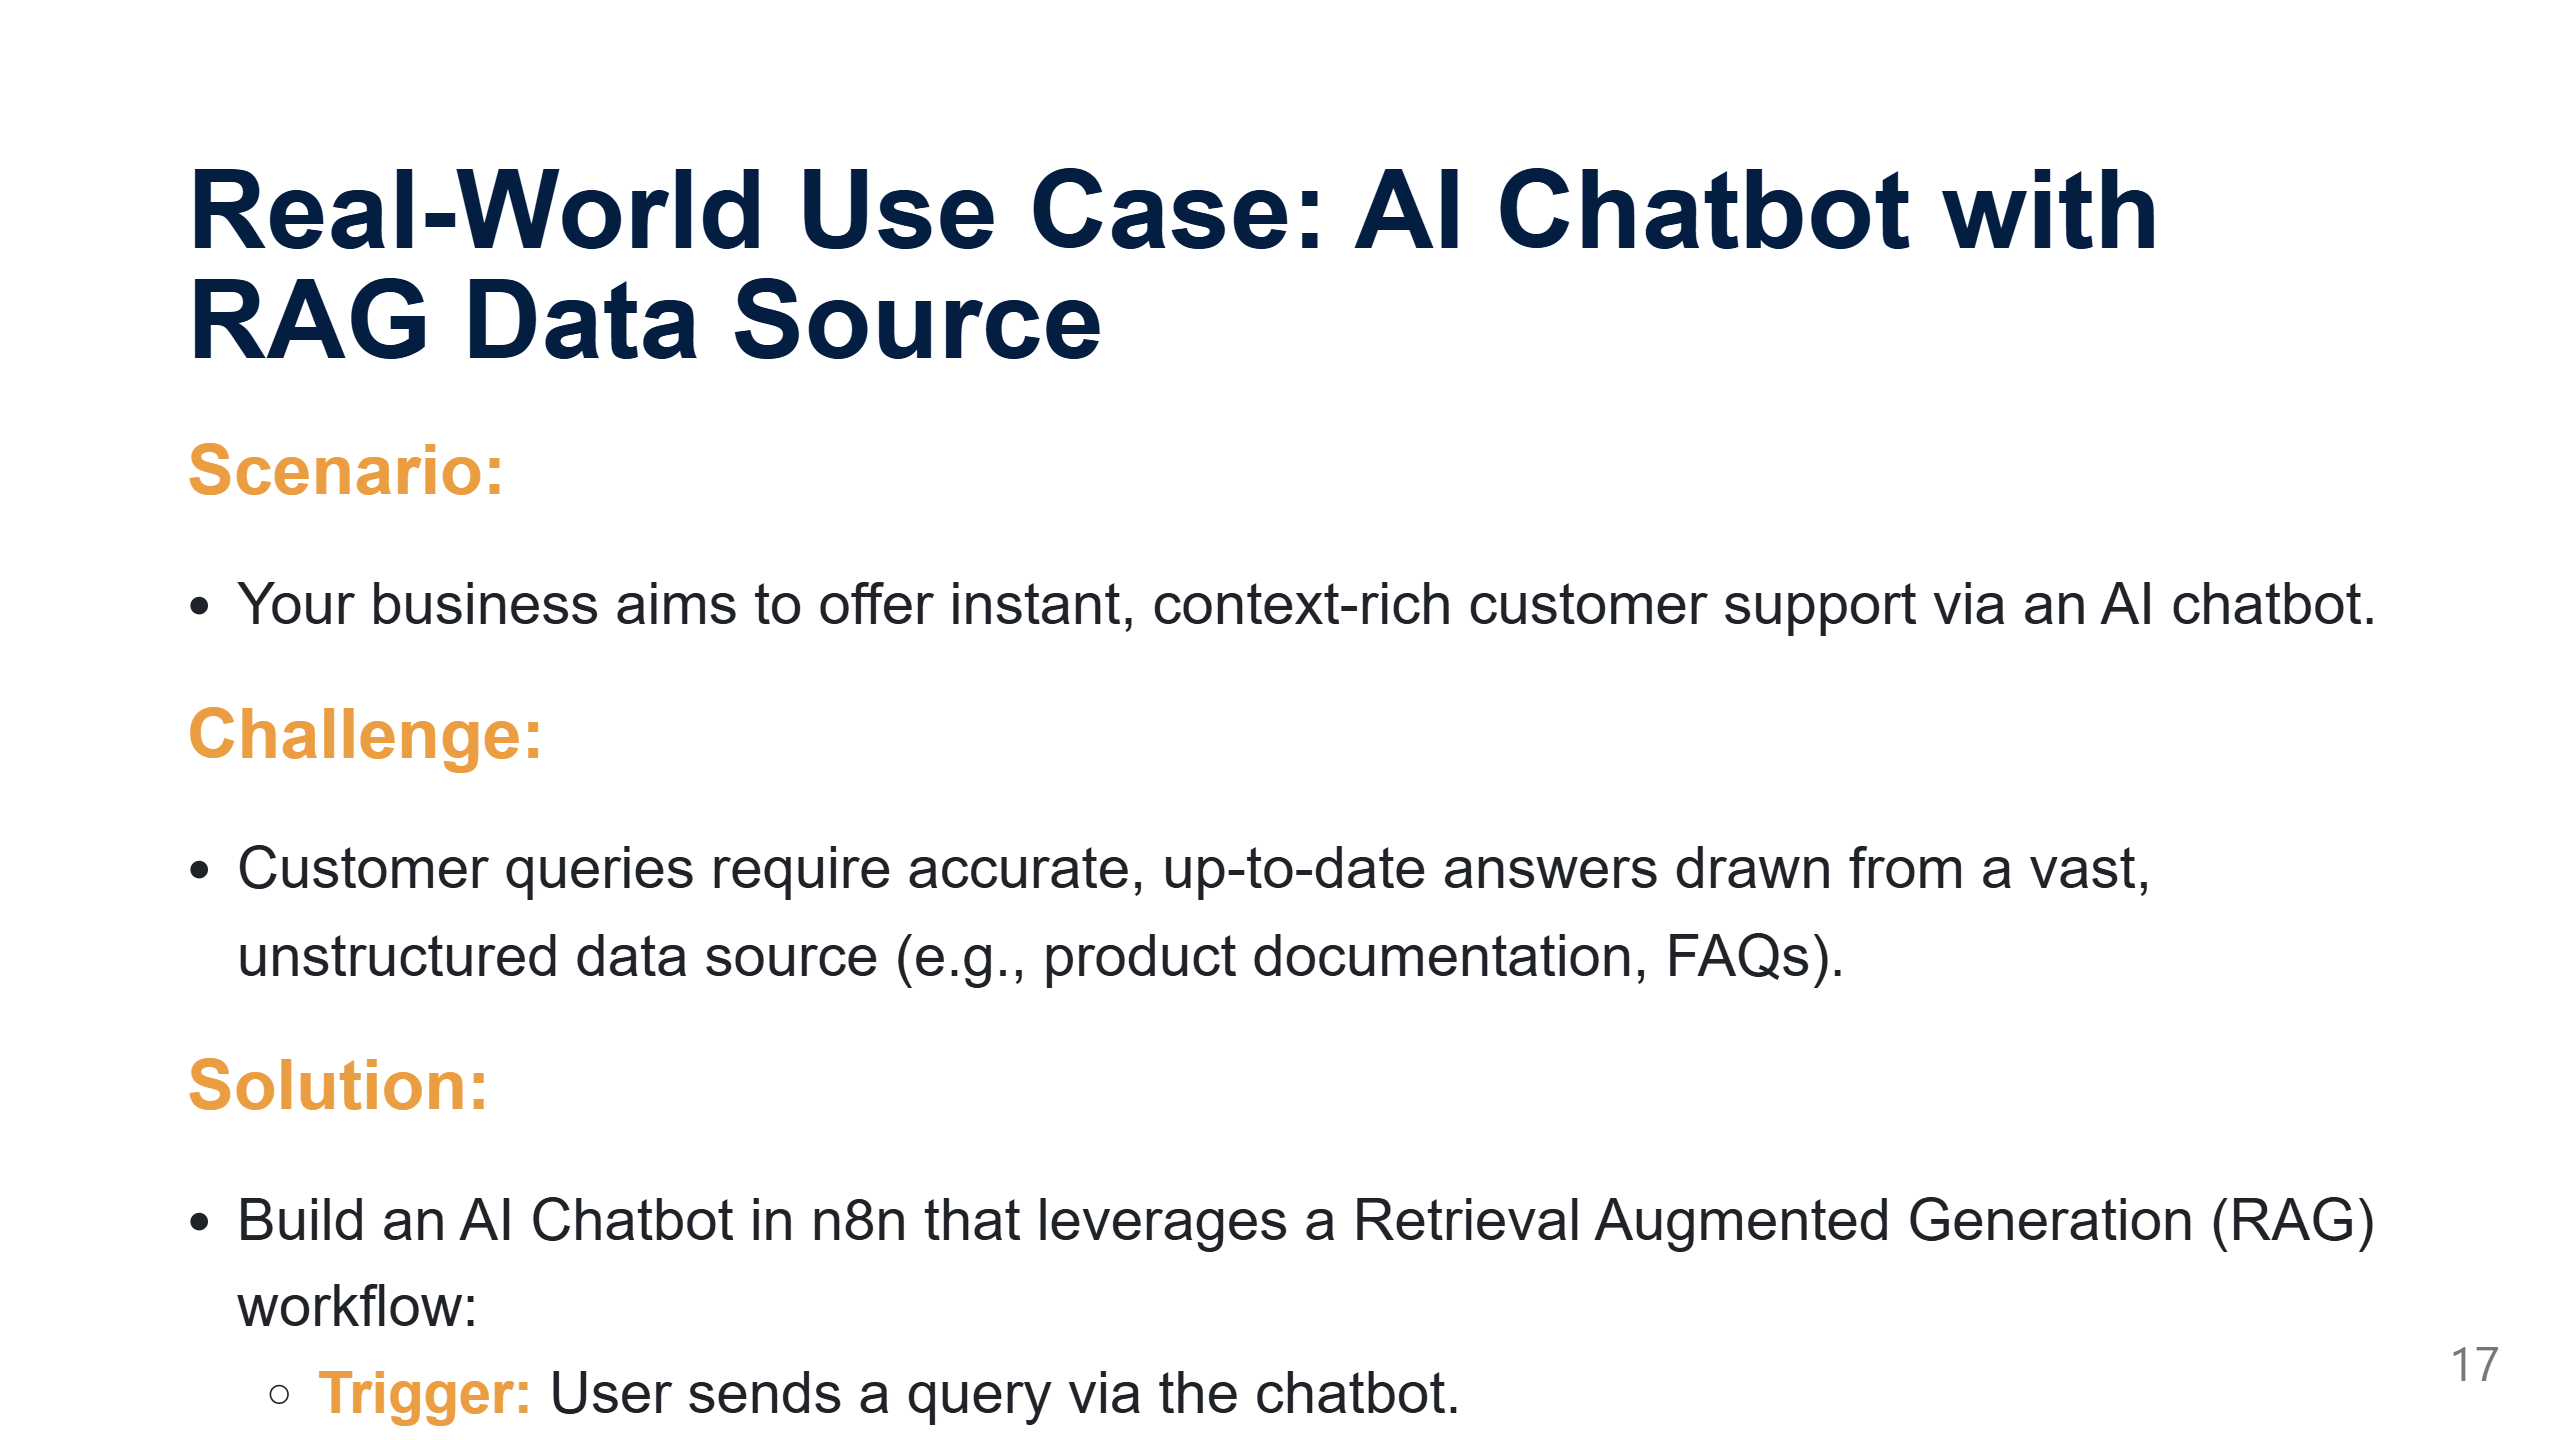 Real-World Use Case: AI Chatbot with
RAG Data Source
Scenario:
• Your business aims to offer instant, context-rich customer support via an AI chatbot.
Challenge:
• Customer queries require accurate, up-to-date answers drawn from a vast,
unstructured data source (e.g., product documentation, FAQs).
Solution:
• Build an AI Chatbot in n8n that leverages a Retrieval Augmented Generation (RAG)
workflow:
○ Trigger: User sends a query via the chatbot.
17